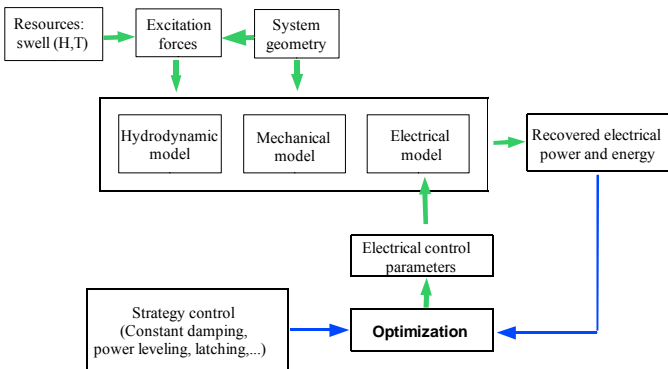 Resources:
swell (H,T)
Excitation
forces
System
geometry
Hydrodynamic
model
Mechanical
model
Electrical
model
Recovered electrical
power and energy
Electrical control
parameters
Strategy control
(Constant damping,
power leveling, latching,...)
Optimization